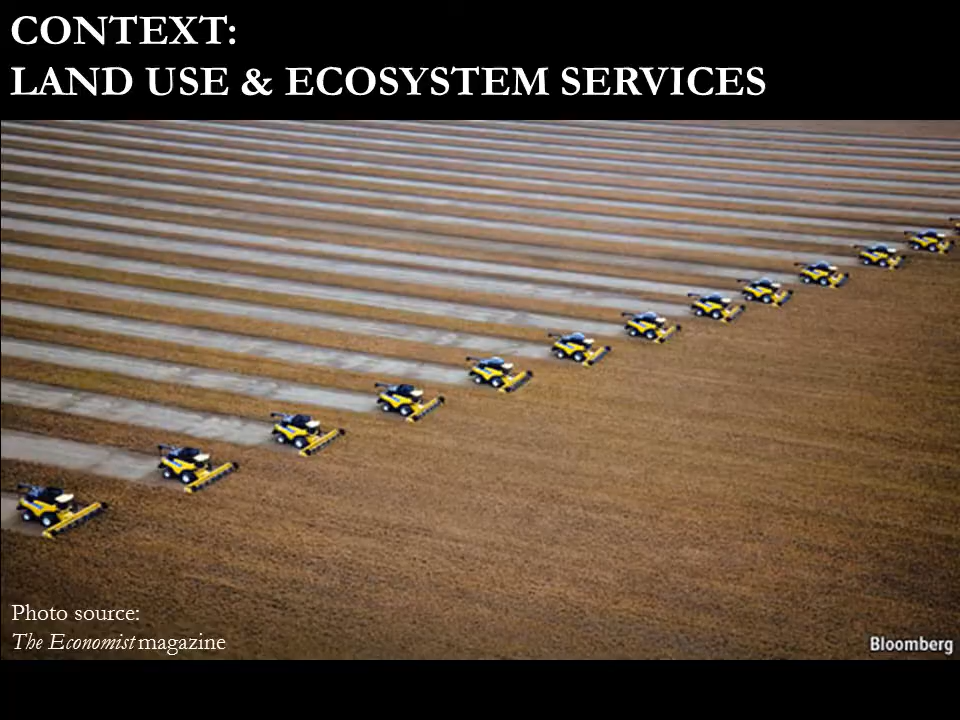 CONTEXT:
LAND USE & ECOSYSTEM SERVICES
Photo source:
The Economist magazine
Bloomberg